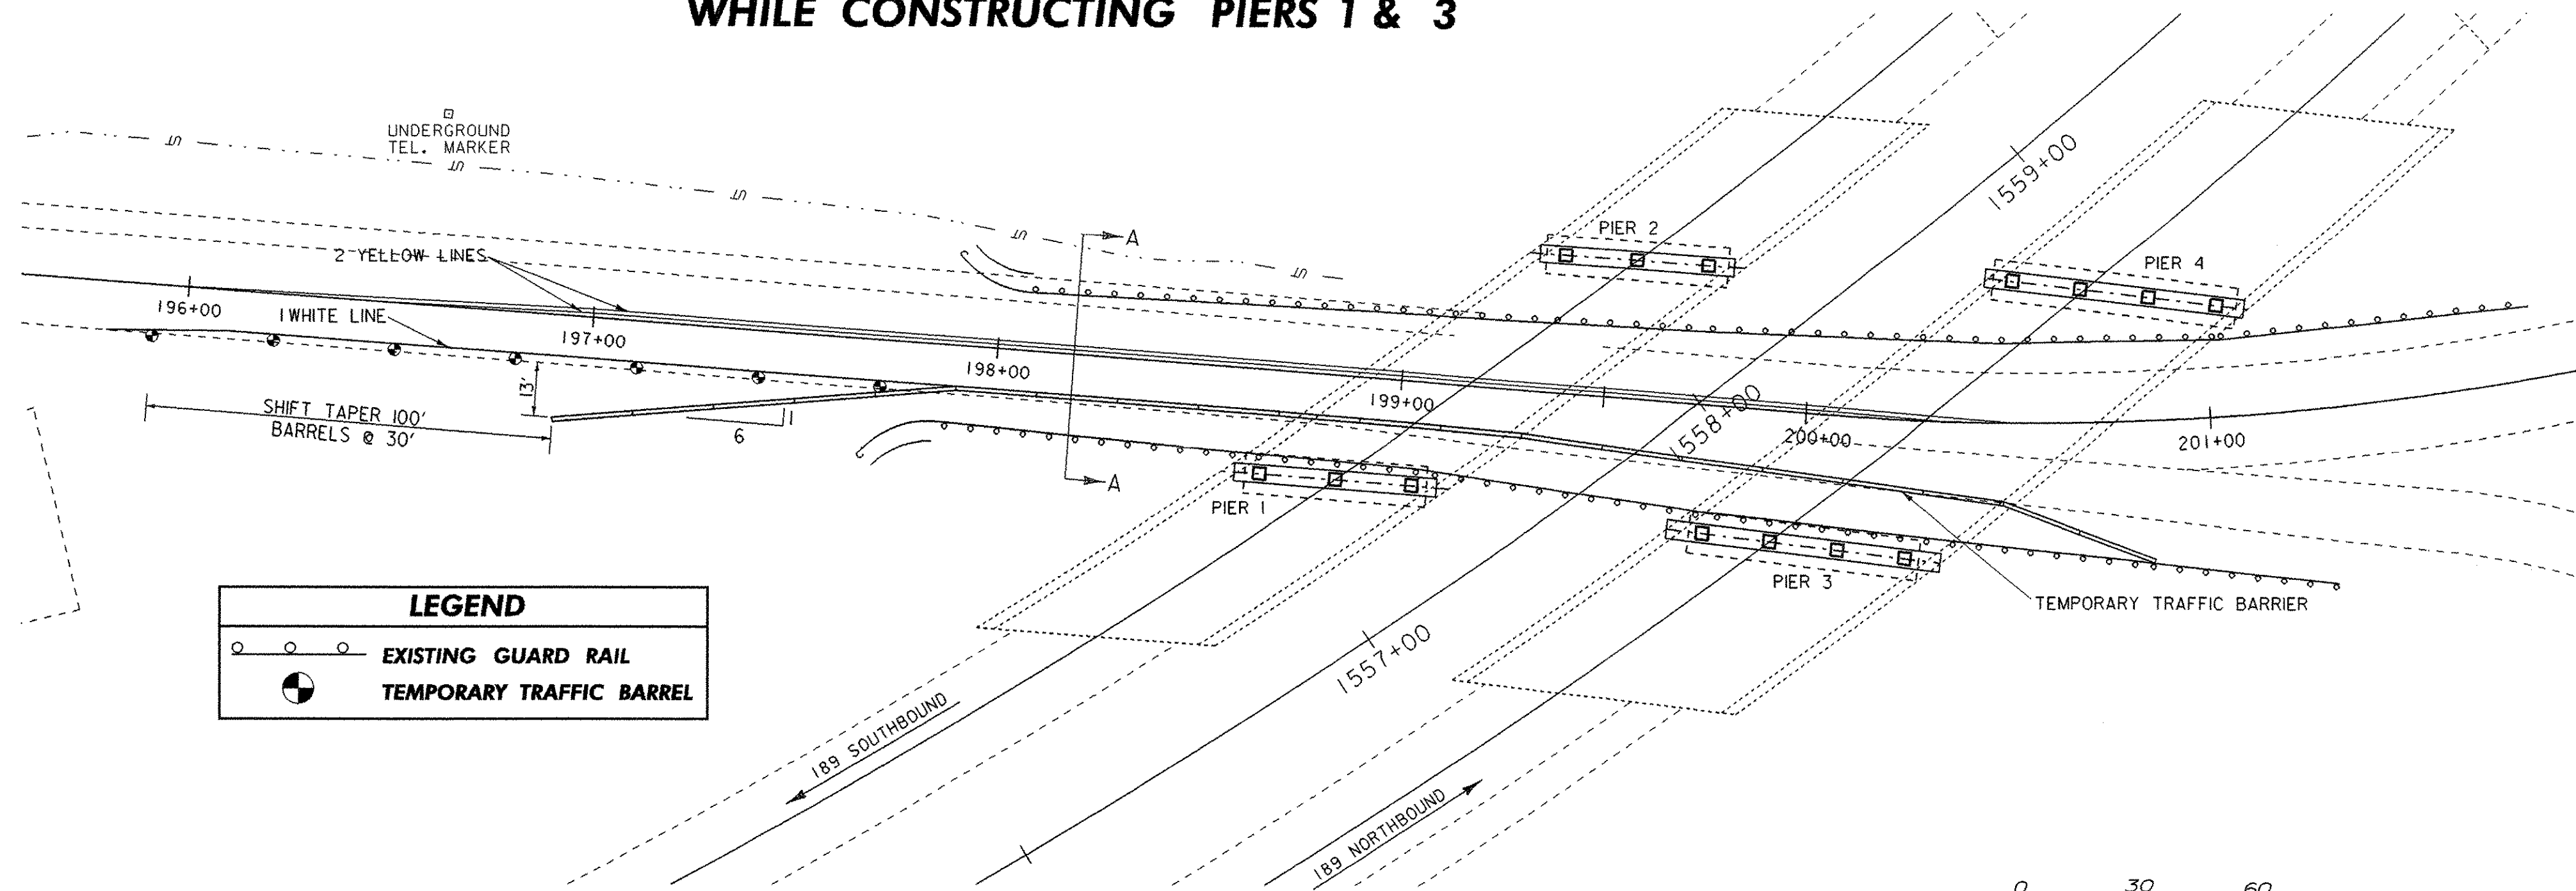 WHILE CONSTRUCTING PIERS 1 & 3
UNDERGROUND
TEL. MARKER
UT
UT
UT
UT
UT
2 YELLOW LINES
1 WHITE LINE
196+00
197+00
198+00
199+00
200+00
201+00
A
A
13'
SHIFT TAPER 100'
BARRELS @ 30'
6
1
PIER 1
PIER 2
PIER 3
PIER 4
1559+00
1558+00
1557+00
TEMPORARY TRAFFIC BARRIER
LEGEND
EXISTING GUARD RAIL
TEMPORARY TRAFFIC BARREL
I89 SOUTHBOUND
I89 NORTHBOUND
0 30 60